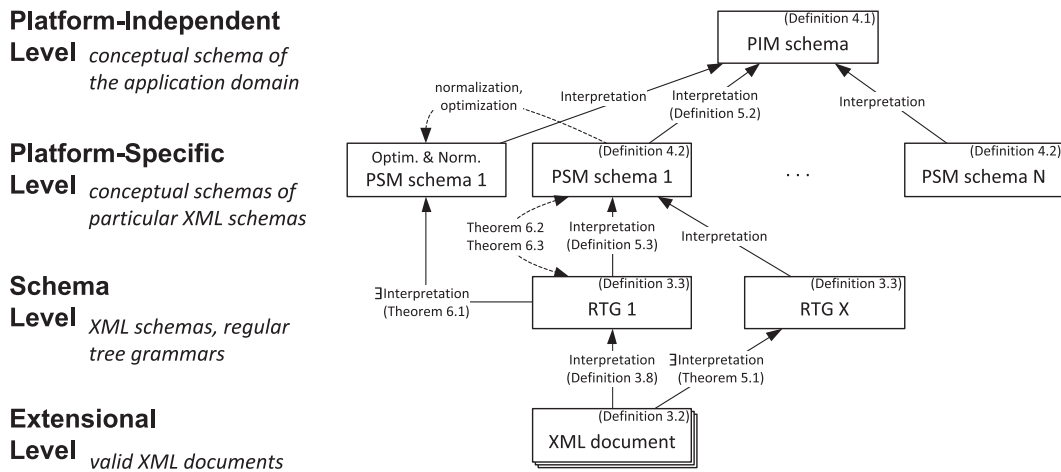 Platform-Independent
Level conceptual schema of
the application domain
(Definition 4.1)
PIM schema
normalization,
optimization
Interpretation
Interpretation
(Definition 5.2)
Interpretation
Platform-Specific
Level conceptual schemas of
particular XML schemas
Optim. & Norm.
PSM schema 1
(Definition 4.2)
PSM schema 1
. . .
(Definition 4.2)
PSM schema N
Theorem 6.2
Theorem 6.3
Interpretation
(Definition 5.3)
Interpretation
Schema
Level XML schemas, regular
tree grammars
∃Interpretation
(Theorem 6.1)
(Definition 3.3)
RTG 1
(Definition 3.3)
RTG X
Interpretation
(Definition 3.8)
∃Interpretation
(Theorem 5.1)
Extensional
Level valid XML documents
(Definition 3.2)
XML document